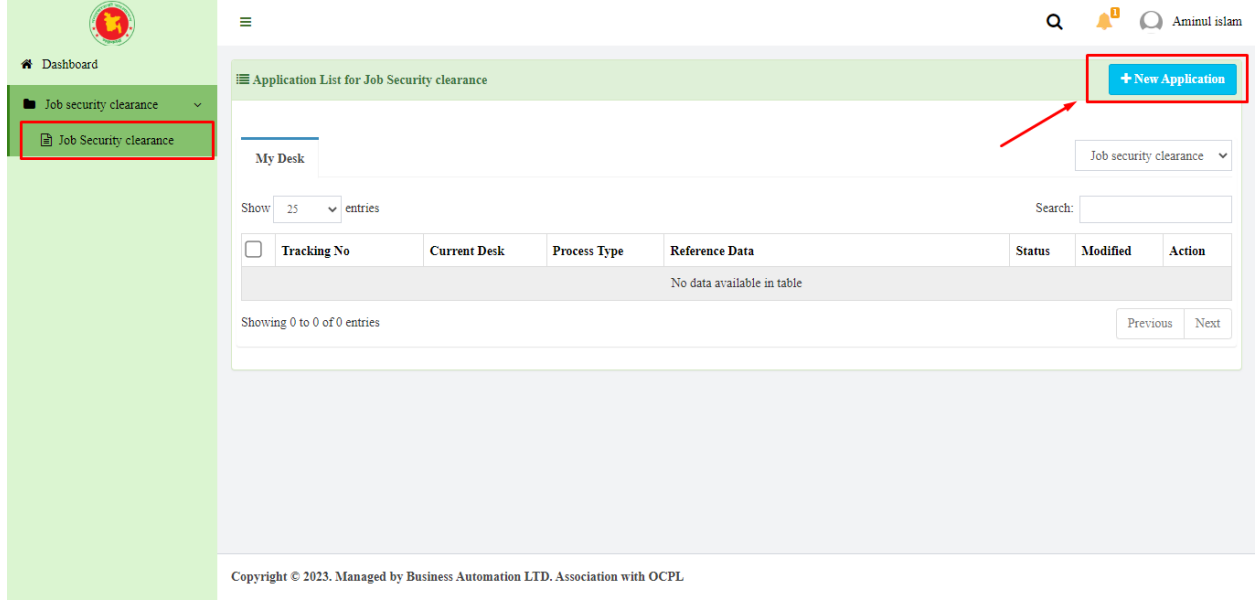 1
Aminul islam
Dashboard
Job security clearance
Job Security clearance
Application List for Job Security clearance
+ New Application
My Desk
Job security clearance
Show 25 entries
Search:
Tracking No Current Desk Process Type Reference Data Status Modified Action
No data available in table
Showing 0 to 0 of 0 entries
Previous Next
Copyright © 2023. Managed by Business Automation LTD. Association with OCPL